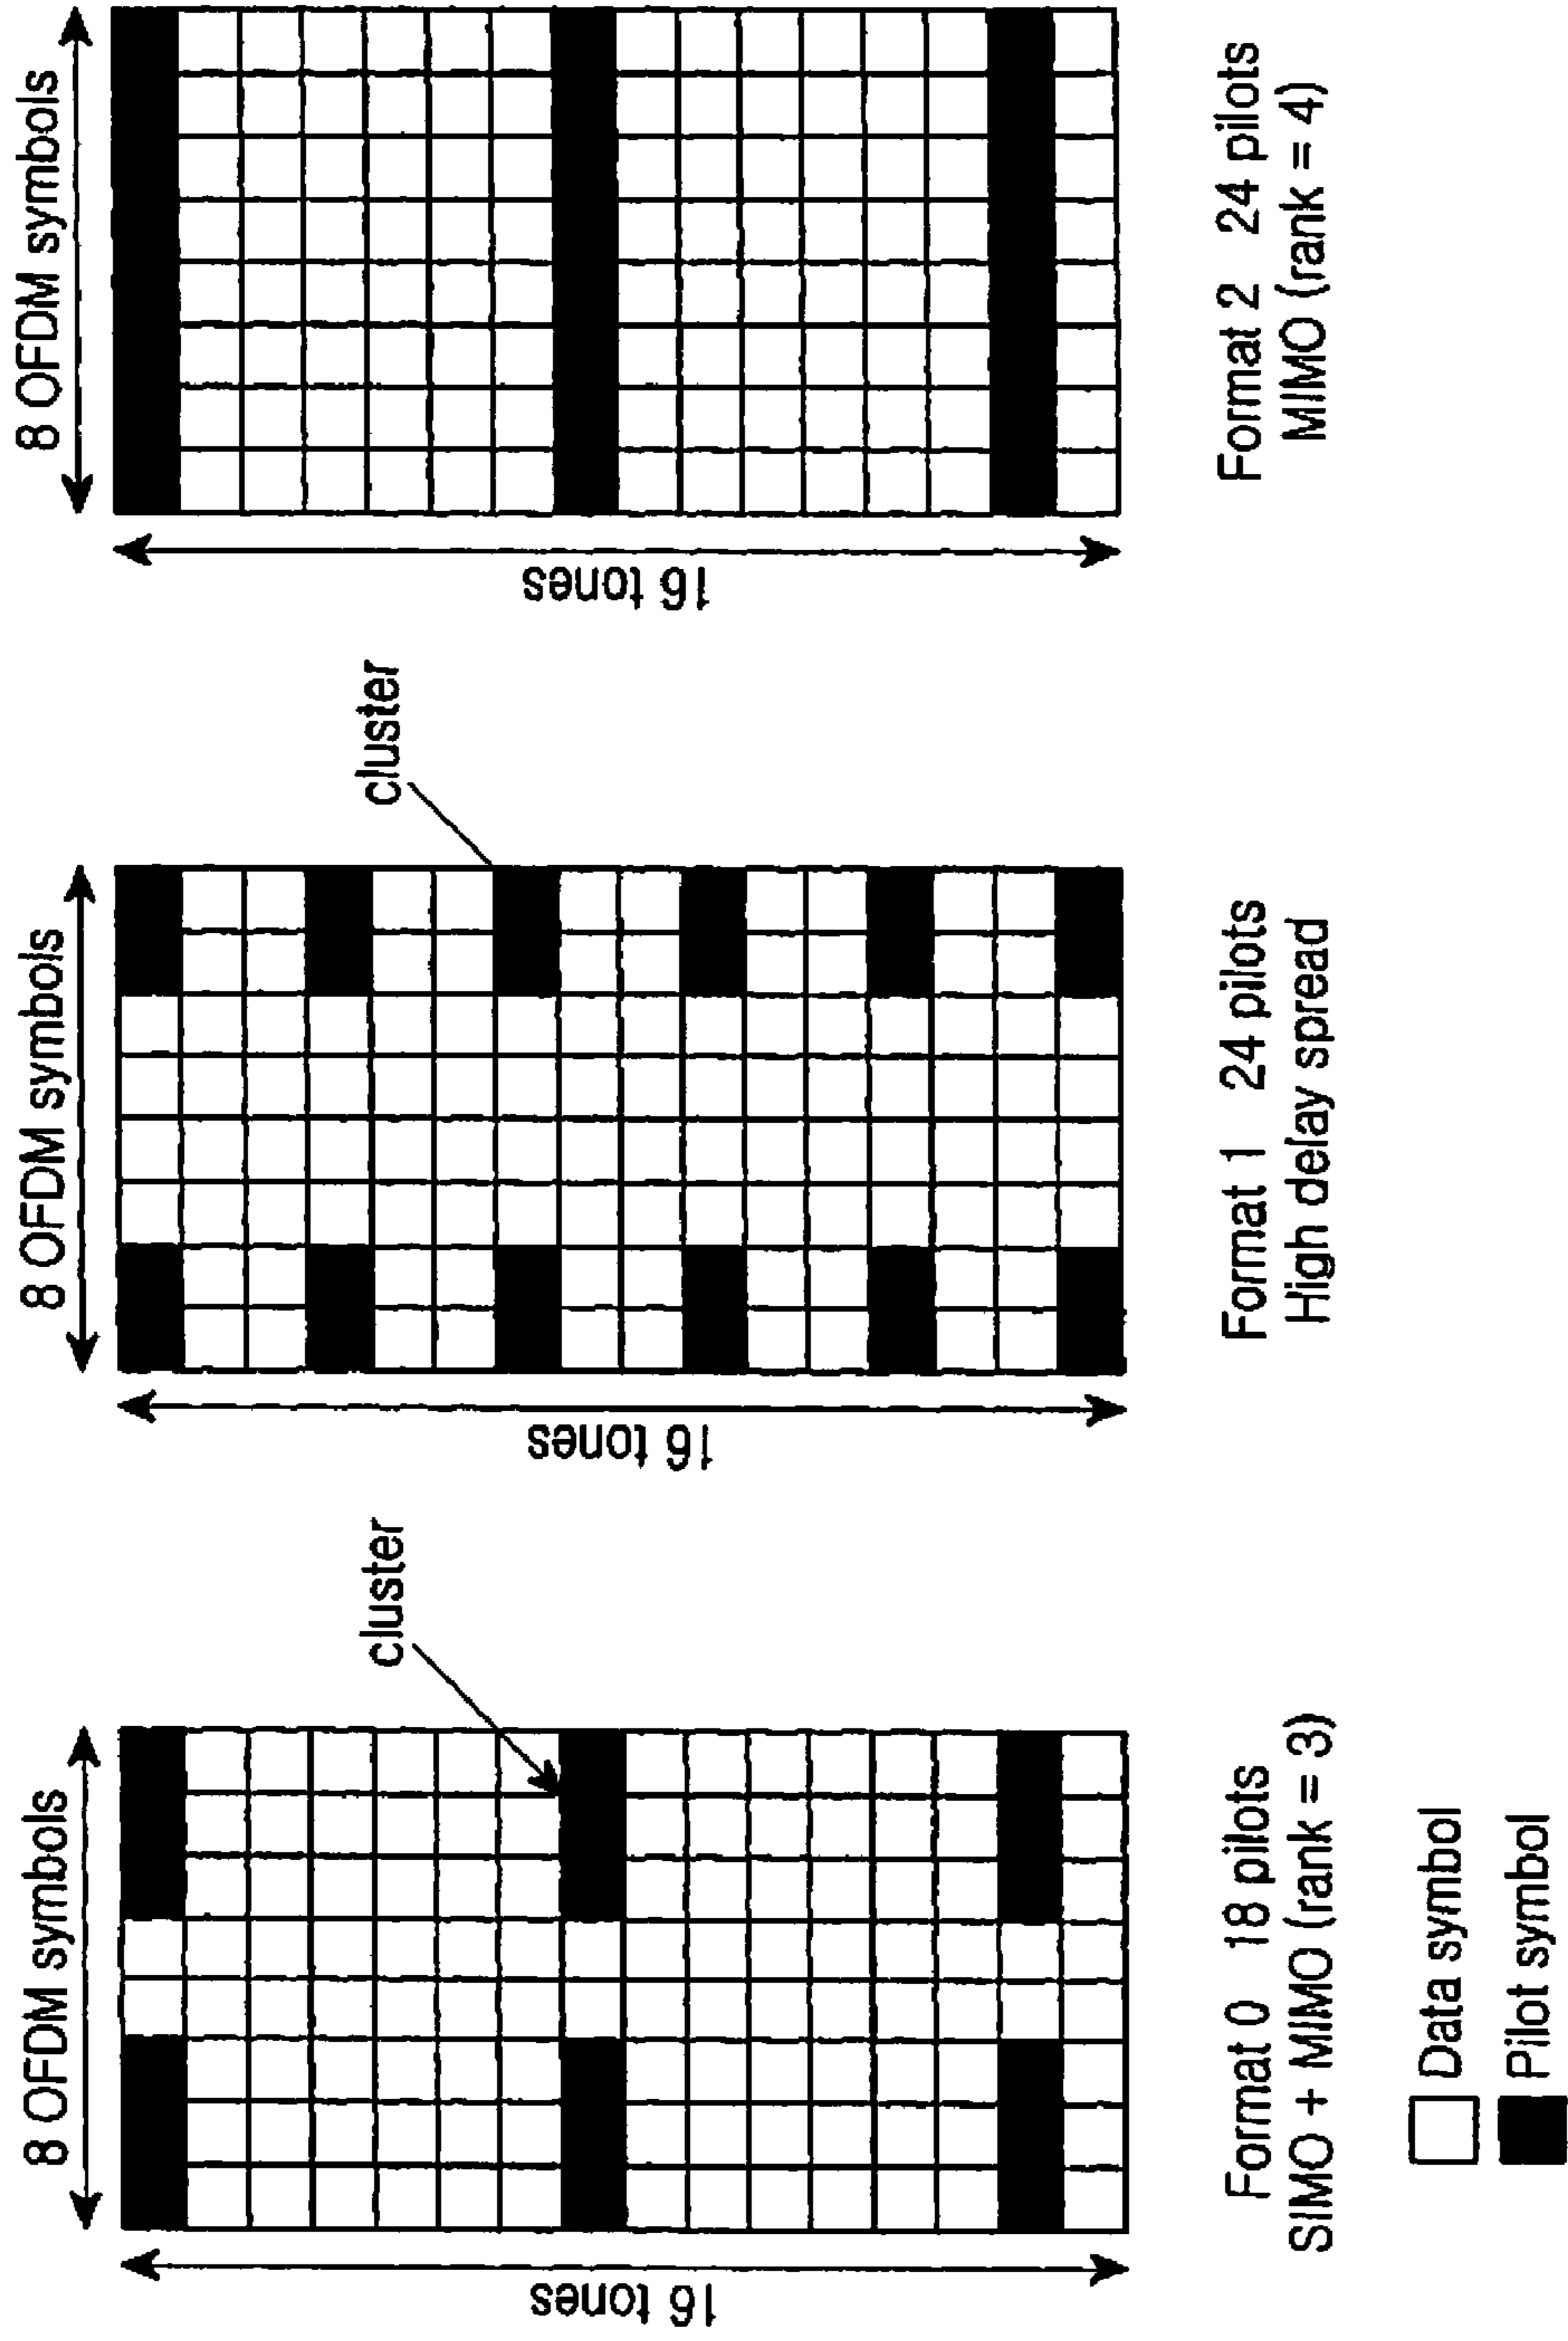 8 OFDM symbols
16 tones
cluster
Format 0 18 pilots
SIMO + MIMO (rank = 3)
8 OFDM symbols
16 tones
cluster
Format 1 24 pilots
High delay spread
8 OFDM symbols
16 tones
Format 2 24 pilots
MIMO (rank = 4)
Data symbol
Pilot symbol